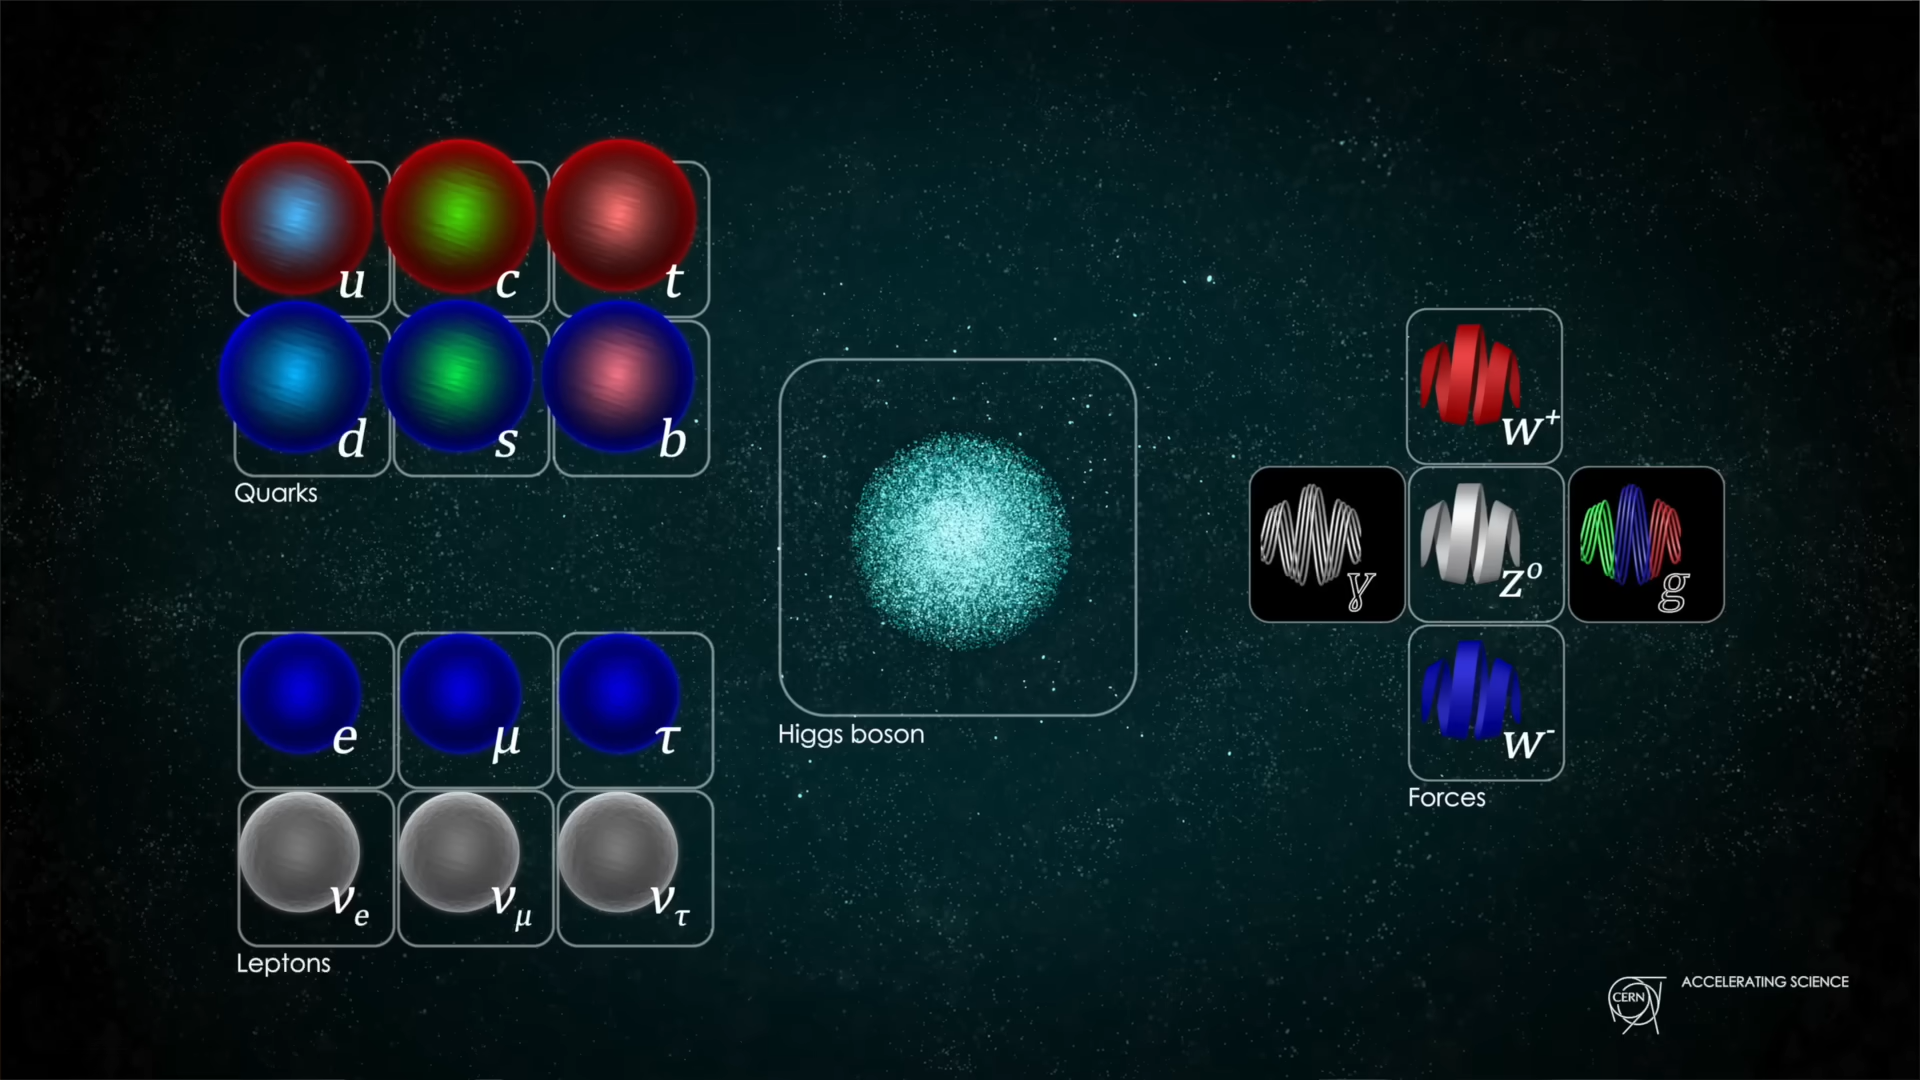 u c t
d s b
Quarks
e μ τ
νe νμ ντ
Leptons
Higgs boson
W+
γ Z0 g
W-
Forces
CERN
ACCELERATING SCIENCE